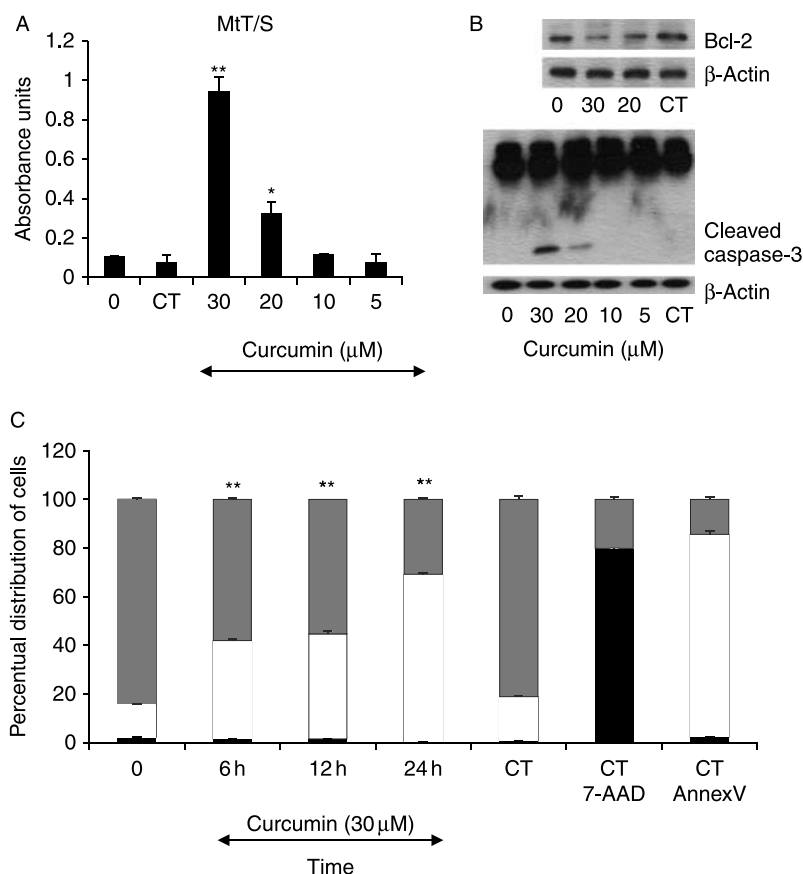 A
MtT/S
1.2
1
0.8
0.6
0.4
0.2
0
Absorbance units
**
*
0 CT 30 20 10 5
Curcumin (μM)
B
Bcl-2
β-Actin
0 30 20 CT
Cleaved
caspase-3
β-Actin
0 30 20 10 5 CT
Curcumin (μM)
C
120
100
80
60
40
20
0
Percentual distribution of cells
** ** **
0 6 h 12 h 24 h CT CT CT
7-AAD AnnexV
Curcumin (30 μM)
Time